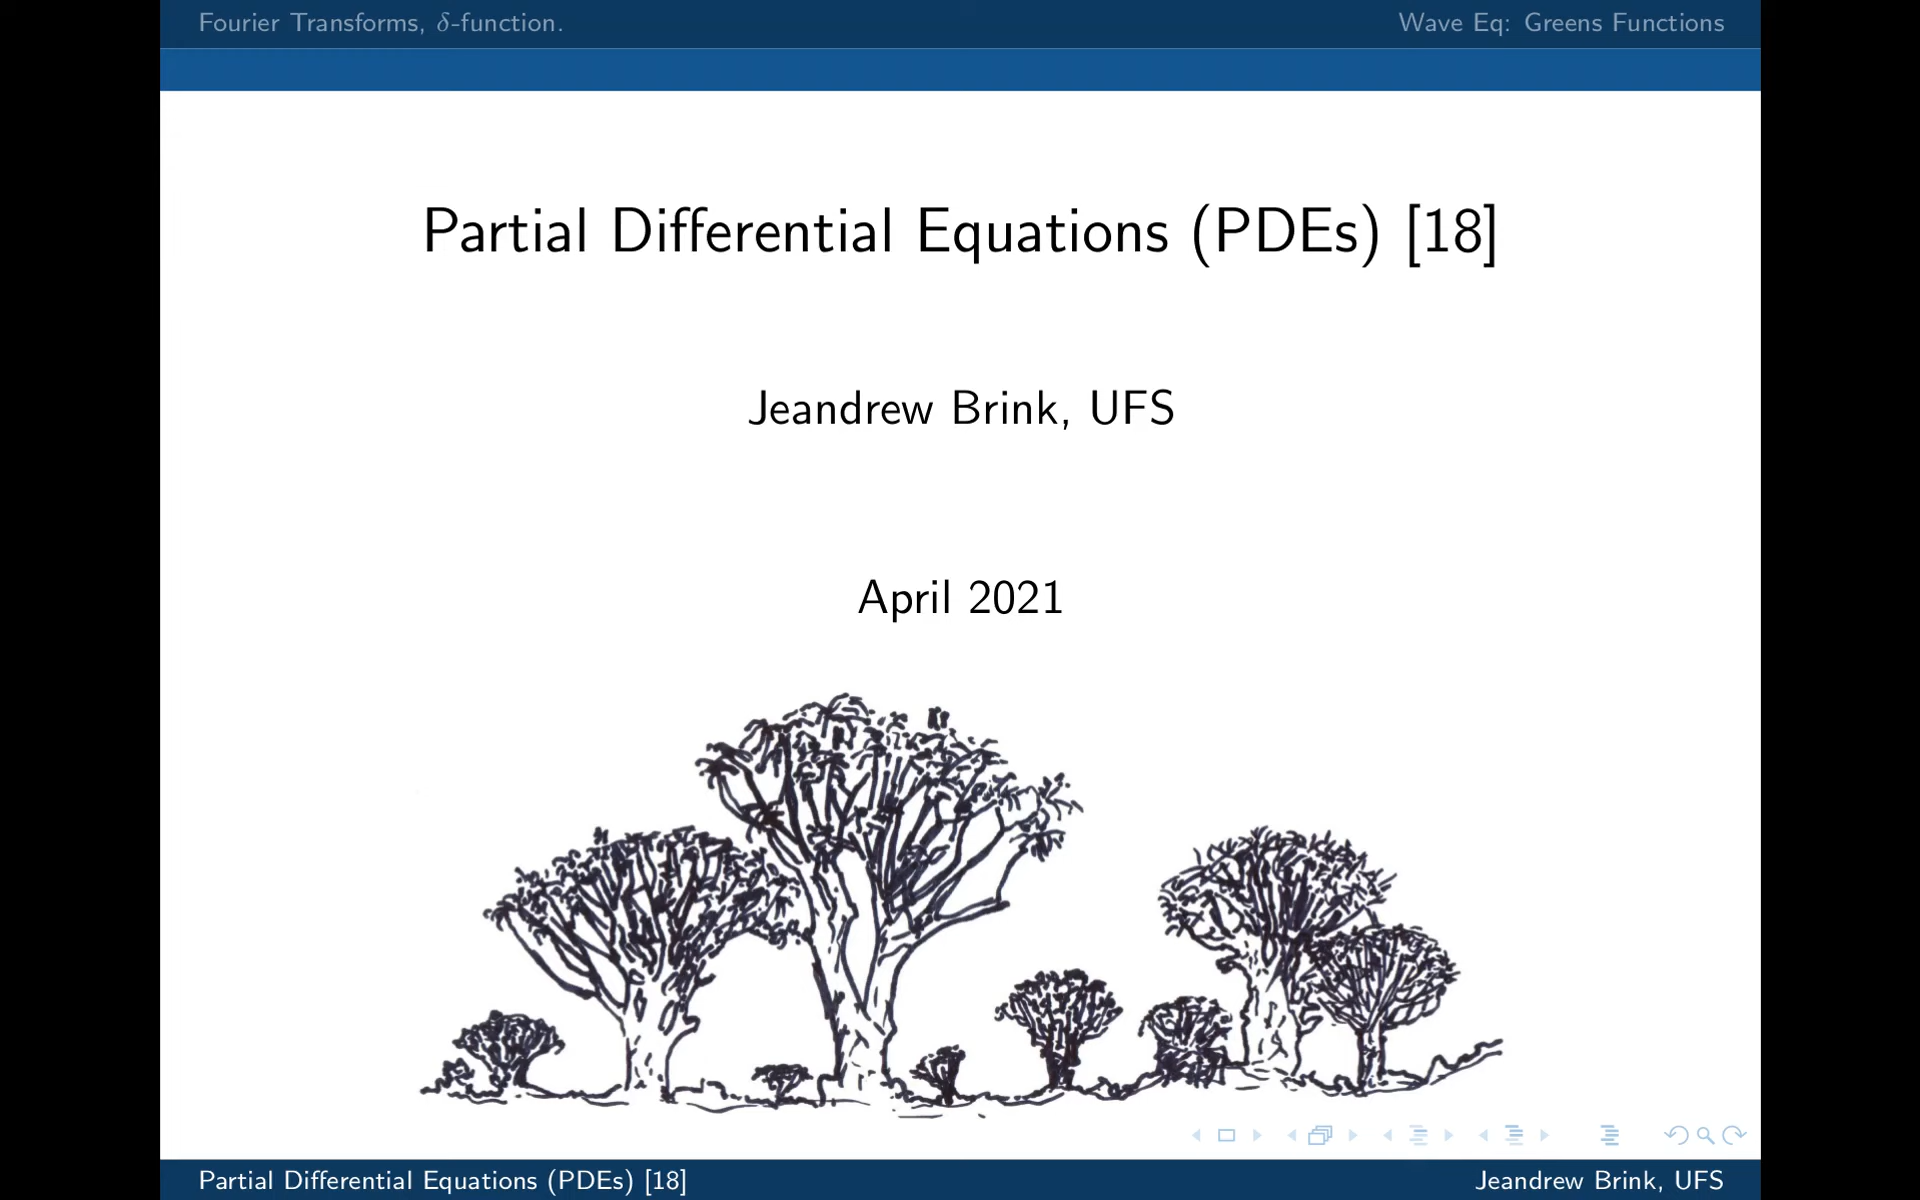 Fourier Transforms, δ-function.
Wave Eq: Greens Functions
Partial Differential Equations (PDEs) [18]
Jeandrew Brink, UFS
April 2021
Partial Differential Equations (PDEs) [18]
Jeandrew Brink, UFS